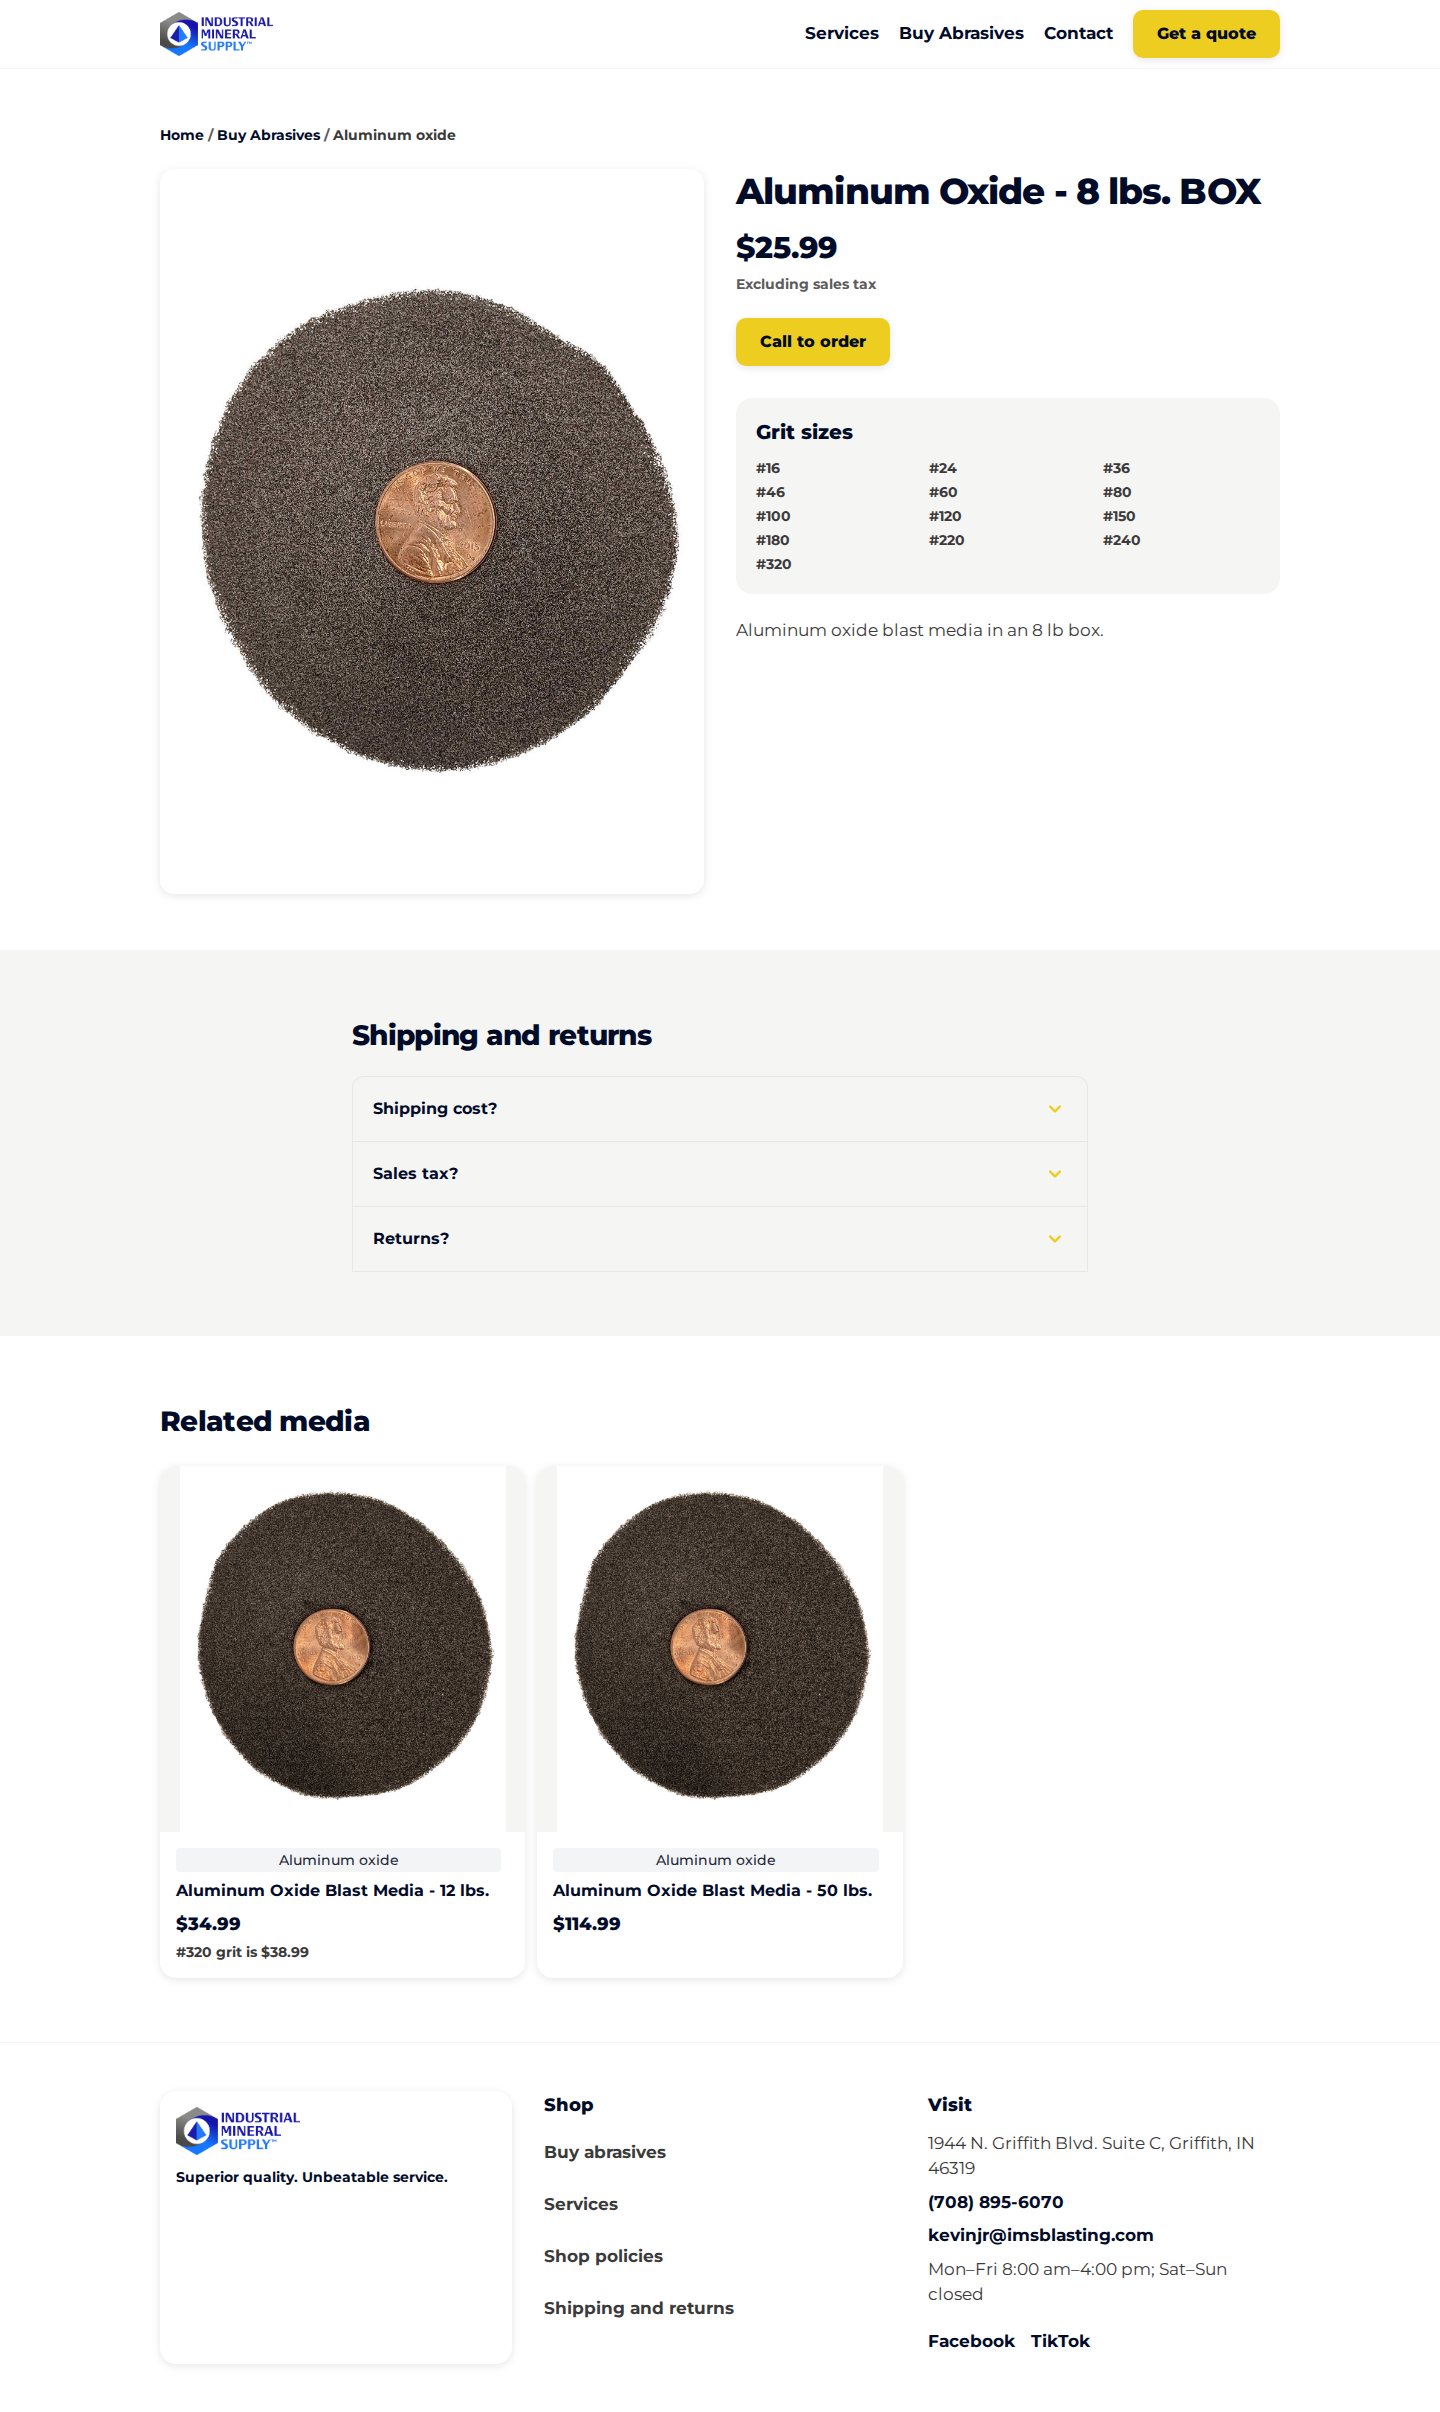 INDUSTRIAL
MINERAL
SUPPLY™
Services Buy Abrasives Contact Get a quote
Home / Buy Abrasives / Aluminum oxide
Aluminum Oxide - 8 lbs. BOX
$25.99
Excluding sales tax
Call to order
Grit sizes
#16 #24 #36
#46 #60 #80
#100 #120 #150
#180 #220 #240
#320
Aluminum oxide blast media in an 8 lb box.
Shipping and returns
Shipping cost?
Sales tax?
Returns?
Related media
Aluminum oxide
Aluminum Oxide Blast Media - 12 lbs.
$34.99
#320 grit is $38.99
Aluminum oxide
Aluminum Oxide Blast Media - 50 lbs.
$114.99
INDUSTRIAL
MINERAL
SUPPLY™
Superior quality. Unbeatable service.
Shop
Buy abrasives
Services
Shop policies
Shipping and returns
Visit
1944 N. Griffith Blvd. Suite C, Griffith, IN
46319
(708) 895-6070
kevinjr@imsblasting.com
Mon–Fri 8:00 am–4:00 pm; Sat–Sun
closed
Facebook TikTok